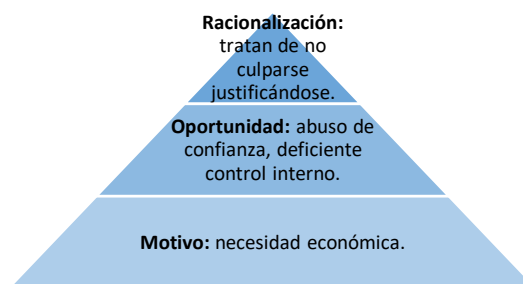 Racionalización:
tratan de no
culparse
justificándose.
Oportunidad: abuso de
confianza, deficiente
control interno.
Motivo: necesidad económica.